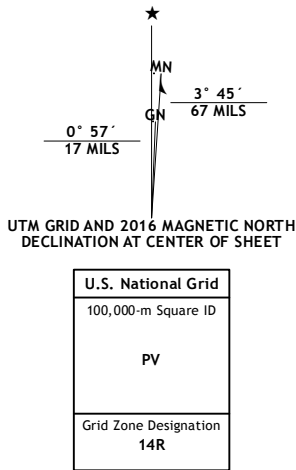 ★
MN
3° 45´
67 MILS
GN
0° 57´
17 MILS
UTM GRID AND 2016 MAGNETIC NORTH
DECLINATION AT CENTER OF SHEET
U.S. National Grid
100,000-m Square ID
PV
Grid Zone Designation
14R